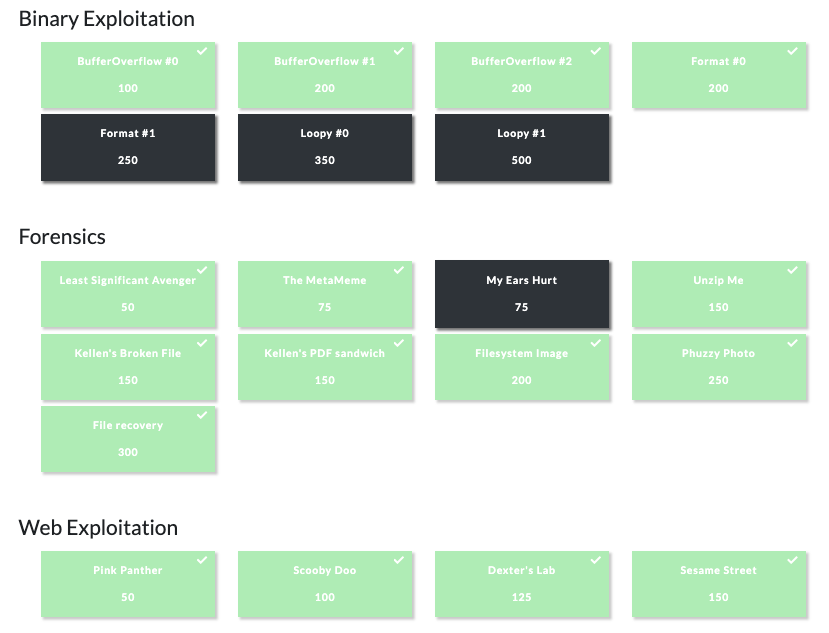 Binary Exploitation
BufferOverflow #0
100
BufferOverflow #1
200
BufferOverflow #2
200
Format #0
200
Format #1
250
Loopy #0
350
Loopy #1
500
Forensics
Least Significant Avenger
50
The MetaMeme
75
My Ears Hurt
75
Unzip Me
150
Kellen's Broken File
150
Kellen's PDF sandwich
150
Filesystem Image
200
Phuzzy Photo
250
File recovery
300
Web Exploitation
Pink Panther
50
Scooby Doo
100
Dexter's Lab
125
Sesame Street
150